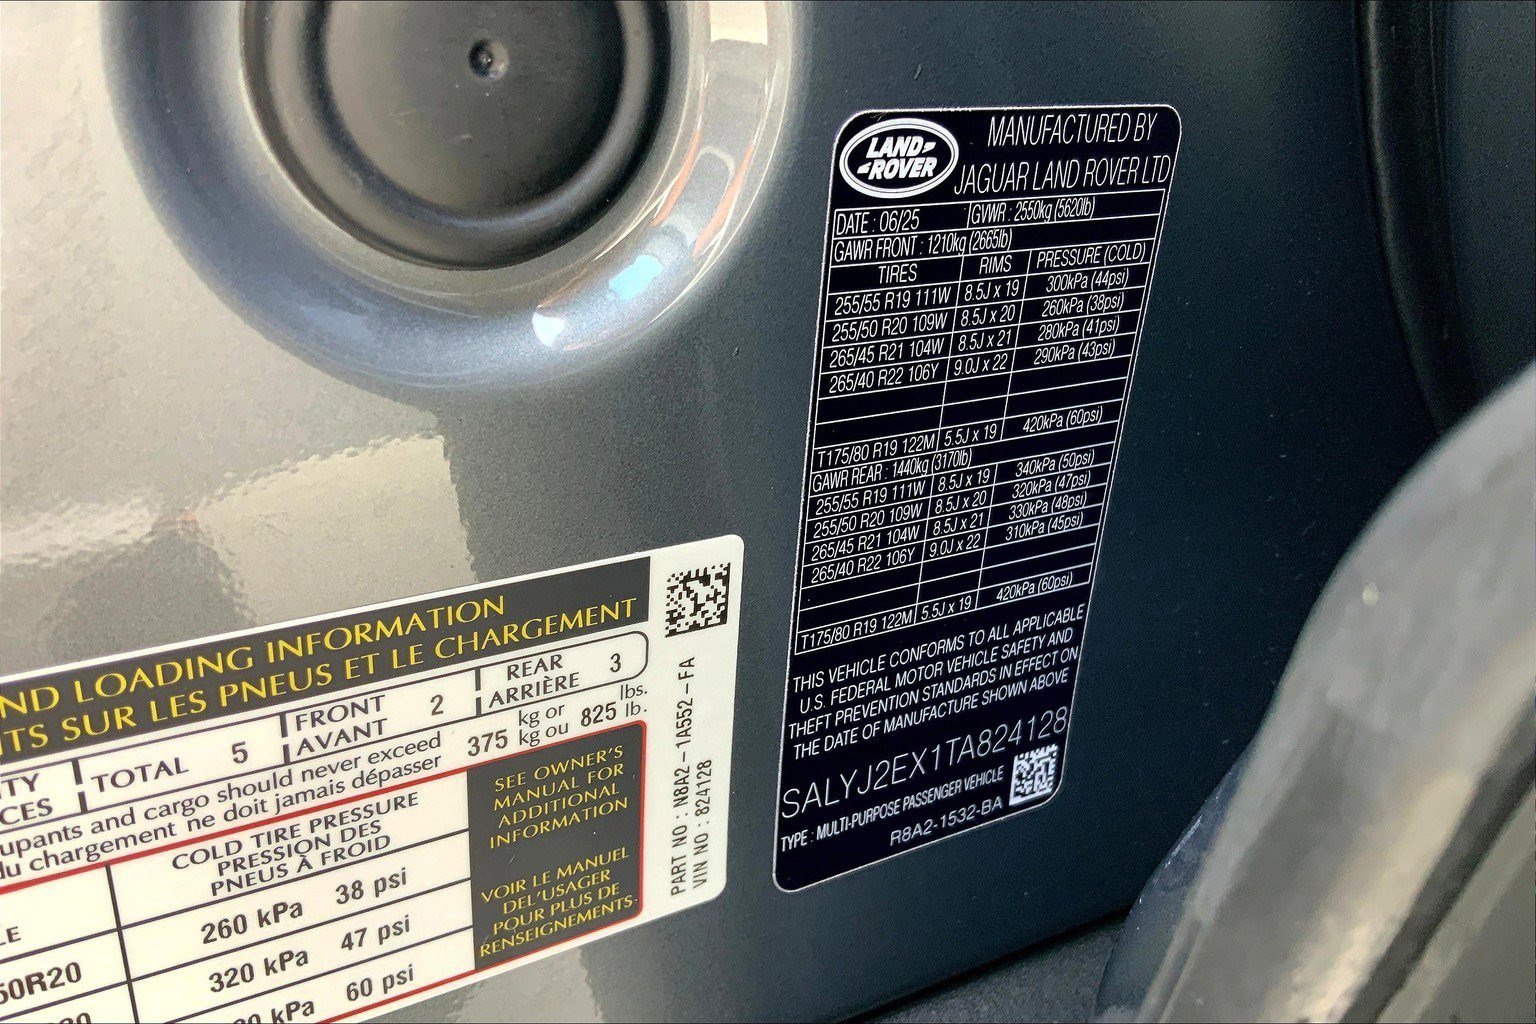 LAND-
-ROVER
MANUFACTURED BY
JAGUAR LAND ROVER LTD
DATE : 06/25 GVWR : 2550kg (5620lb)
GAWR FRONT : 1210kg (2665lb)
TIRES RIMS PRESSURE (COLD)
255/55 R19 111W 8.5J x 19 300kPa (44psi)
255/50 R20 109W 8.5J x 20 260kPa (38psi)
265/45 R21 104W 8.5J x 21 280kPa (41psi)
265/40 R22 106Y 9.0J x 22 290kPa (43psi)
T175/80 R19 122M 5.5J x 19 420kPa (60psi)
GAWR REAR : 1440kg (3170lb)
255/55 R19 111W 8.5J x 19 340kPa (50psi)
255/50 R20 109W 8.5J x 20 320kPa (47psi)
265/45 R21 104W 8.5J x 21 330kPa (48psi)
265/40 R22 106Y 9.0J x 22 310kPa (45psi)
T175/80 R19 122M 5.5J x 19 420kPa (60psi)
THIS VEHICLE CONFORMS TO ALL APPLICABLE
U.S. FEDERAL MOTOR VEHICLE SAFETY AND
THEFT PREVENTION STANDARDS IN EFFECT ON
THE DATE OF MANUFACTURE SHOWN ABOVE
SALYJ2EX1TA824128
TYPE : MULTI-PURPOSE PASSENGER VEHICLE
R8A2-1532-BA
ND LOADING INFORMATION
NTS SUR LES PNEUS ET LE CHARGEMENT
TOTAL 5 FRONT 2 REAR 3
AVANT ARRIÈRE
ITY
CES
upants and cargo should never exceed 375 kg or 825 lbs.
du chargement ne doit jamais dépasser kg ou lb.
COLD TIRE PRESSURE
PRESSION DES
PNEUS À FROID
LE 260 kPa 38 psi
50R20 320 kPa 47 psi
0 kPa 60 psi
SEE OWNER'S
MANUAL FOR
ADDITIONAL
INFORMATION
VOIR LE MANUEL
DEL'USAGER
POUR PLUS DE
RENSEIGNEMENTS.
PART NO : N8A2-1A552-FA
VIN NO : 824128